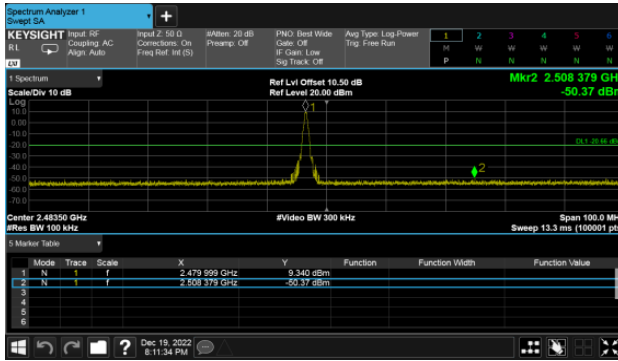 Spectrum Analyzer 1
Swept SA
+
KEYSIGHT Input: RF Input Z: 50 Ω #Atten: 20 dB PNO: Best Wide Avg Type: Log-Power 1 2 3 4 5 6
RL Coupling: AC Corrections: On Preamp: Off Gate: Off Trig: Free Run M W W W W W
Align: Auto Freq Ref: Int (S) IF Gain: Low
Sig Track: Off P N N N N N
1 Spectrum
Ref Lvl Offset 10.50 dB Mkr2 2.508 379 GH
Scale/Div 10 dB Ref Level 20.00 dBm -50.37 dBr
Log
10.0
0.00
-10.0
-20.0
-30.0
-40.0
-50.0
-60.0
-70.0
1
2
Center 2.48350 GHz #Video BW 300 kHz Span 100.0 MH
#Res BW 100 kHz Sweep 13.3 ms (100001 pts
5 Marker Table
Mode Trace Scale X Y Function Function Width Function Value
1 N 1 f 2.479 999 GHz 9.340 dBm
2 N 1 f 2.508 379 GHz -50.37 dBm
3
4
5
6
? Dec 19, 2022
8:11:34 PM